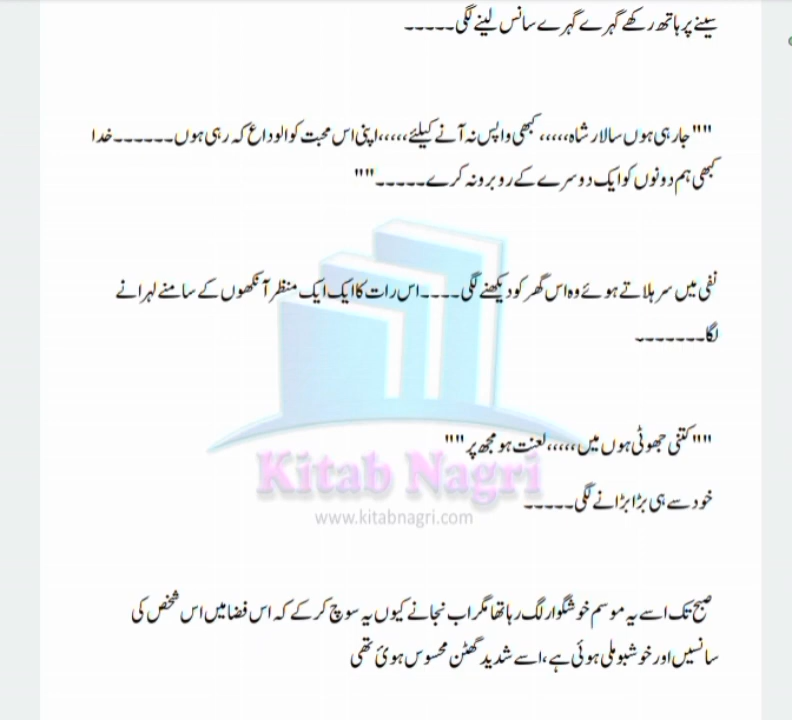 سینے پر ہاتھ رکھے گہرے گہرے سانس لینے لگی۔۔۔۔۔
""جا رہی ہوں سالار شاہ،،،،،کبھی واپس نہ آنے کیلئے،،،،،اپنی اس محبت کو الوداع کہ رہی ہوں۔۔۔۔۔۔خدا
کبھی ہم دونوں کو ایک دوسرے کے روبرو نہ کرے۔۔۔۔۔""
نفی میں سر ہلاتے ہوئے وہ اس گھر کو دیکھنے لگی۔۔۔۔اس رات کا ایک ایک منظر آنکھوں کے سامنے لہرانے
لگا۔۔۔۔۔۔۔
""کتنی جھوٹی ہوں میں،،،،،لعنت ہو مجھ پر""
Kitab Nagri
خود سے ہی بڑابڑانے لگی۔۔۔۔۔
www.kitabnagri.com
صبح تک اسے یہ موسم خوشگوار لگ رہا تھا مگر اب نجانے کیوں یہ سوچ کر کے کہ اس فضا میں اس شخص کی
سانسیں اور خوشبو ملی ہوئی ہے،اسے شدید گھٹن محسوس ہوئ تھی